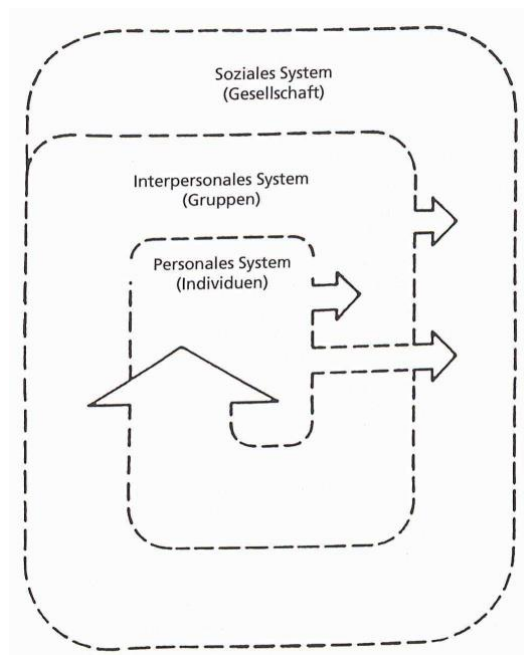 Soziales System
(Gesellschaft)
Interpersonales System
(Gruppen)
Personales System
(Individuen)